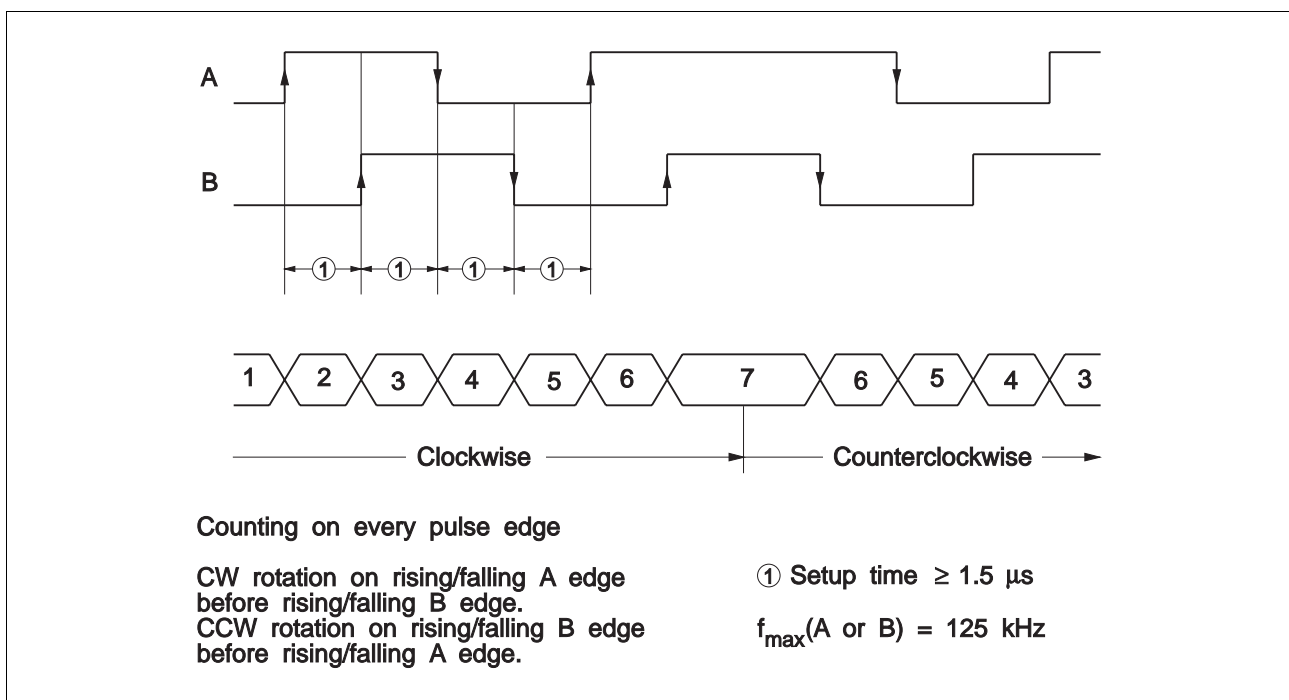 A
B
① ① ① ①
1 2 3 4 5 6 7 6 5 4 3
Clockwise Counterclockwise
Counting on every pulse edge
CW rotation on rising/falling A edge
before rising/falling B edge.
CCW rotation on rising/falling B edge
before rising/falling A edge.
① Setup time ≥ 1.5 μs
fmax(A or B) = 125 kHz